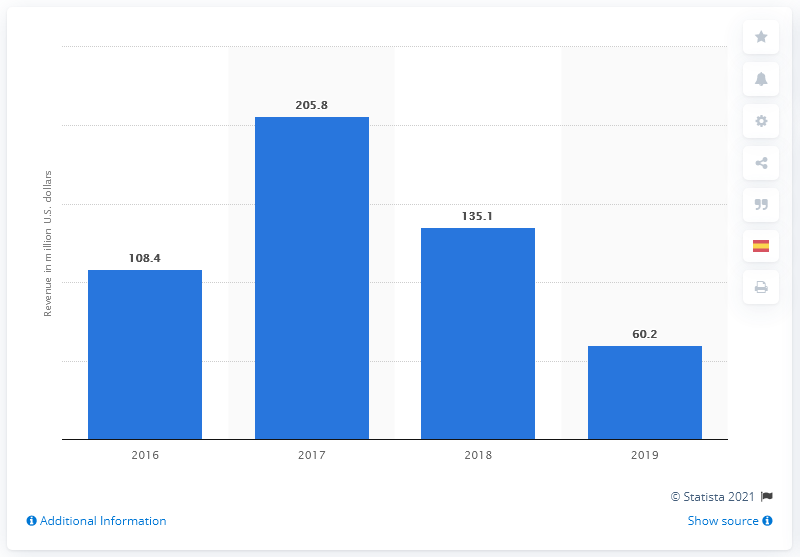 205.8
135.1
108.4
60.2
Revenue in million U.S. dollars
2016 2017 2018 2019
© Statista 2021
Additional Information
Show source